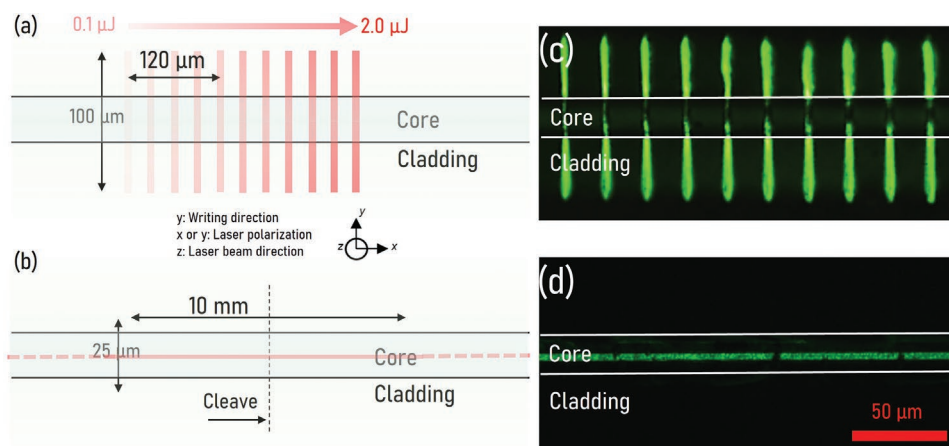 (a)
0.1 µJ
2.0 µJ
120 µm
100 µm
Core
Cladding
y: Writing direction
x or y: Laser polarization
z: Laser beam direction
y
z
x
(b)
10 mm
25 µm
Core
Cladding
Cleave
(c)
Core
Cladding
(d)
Core
Cladding
50 µm